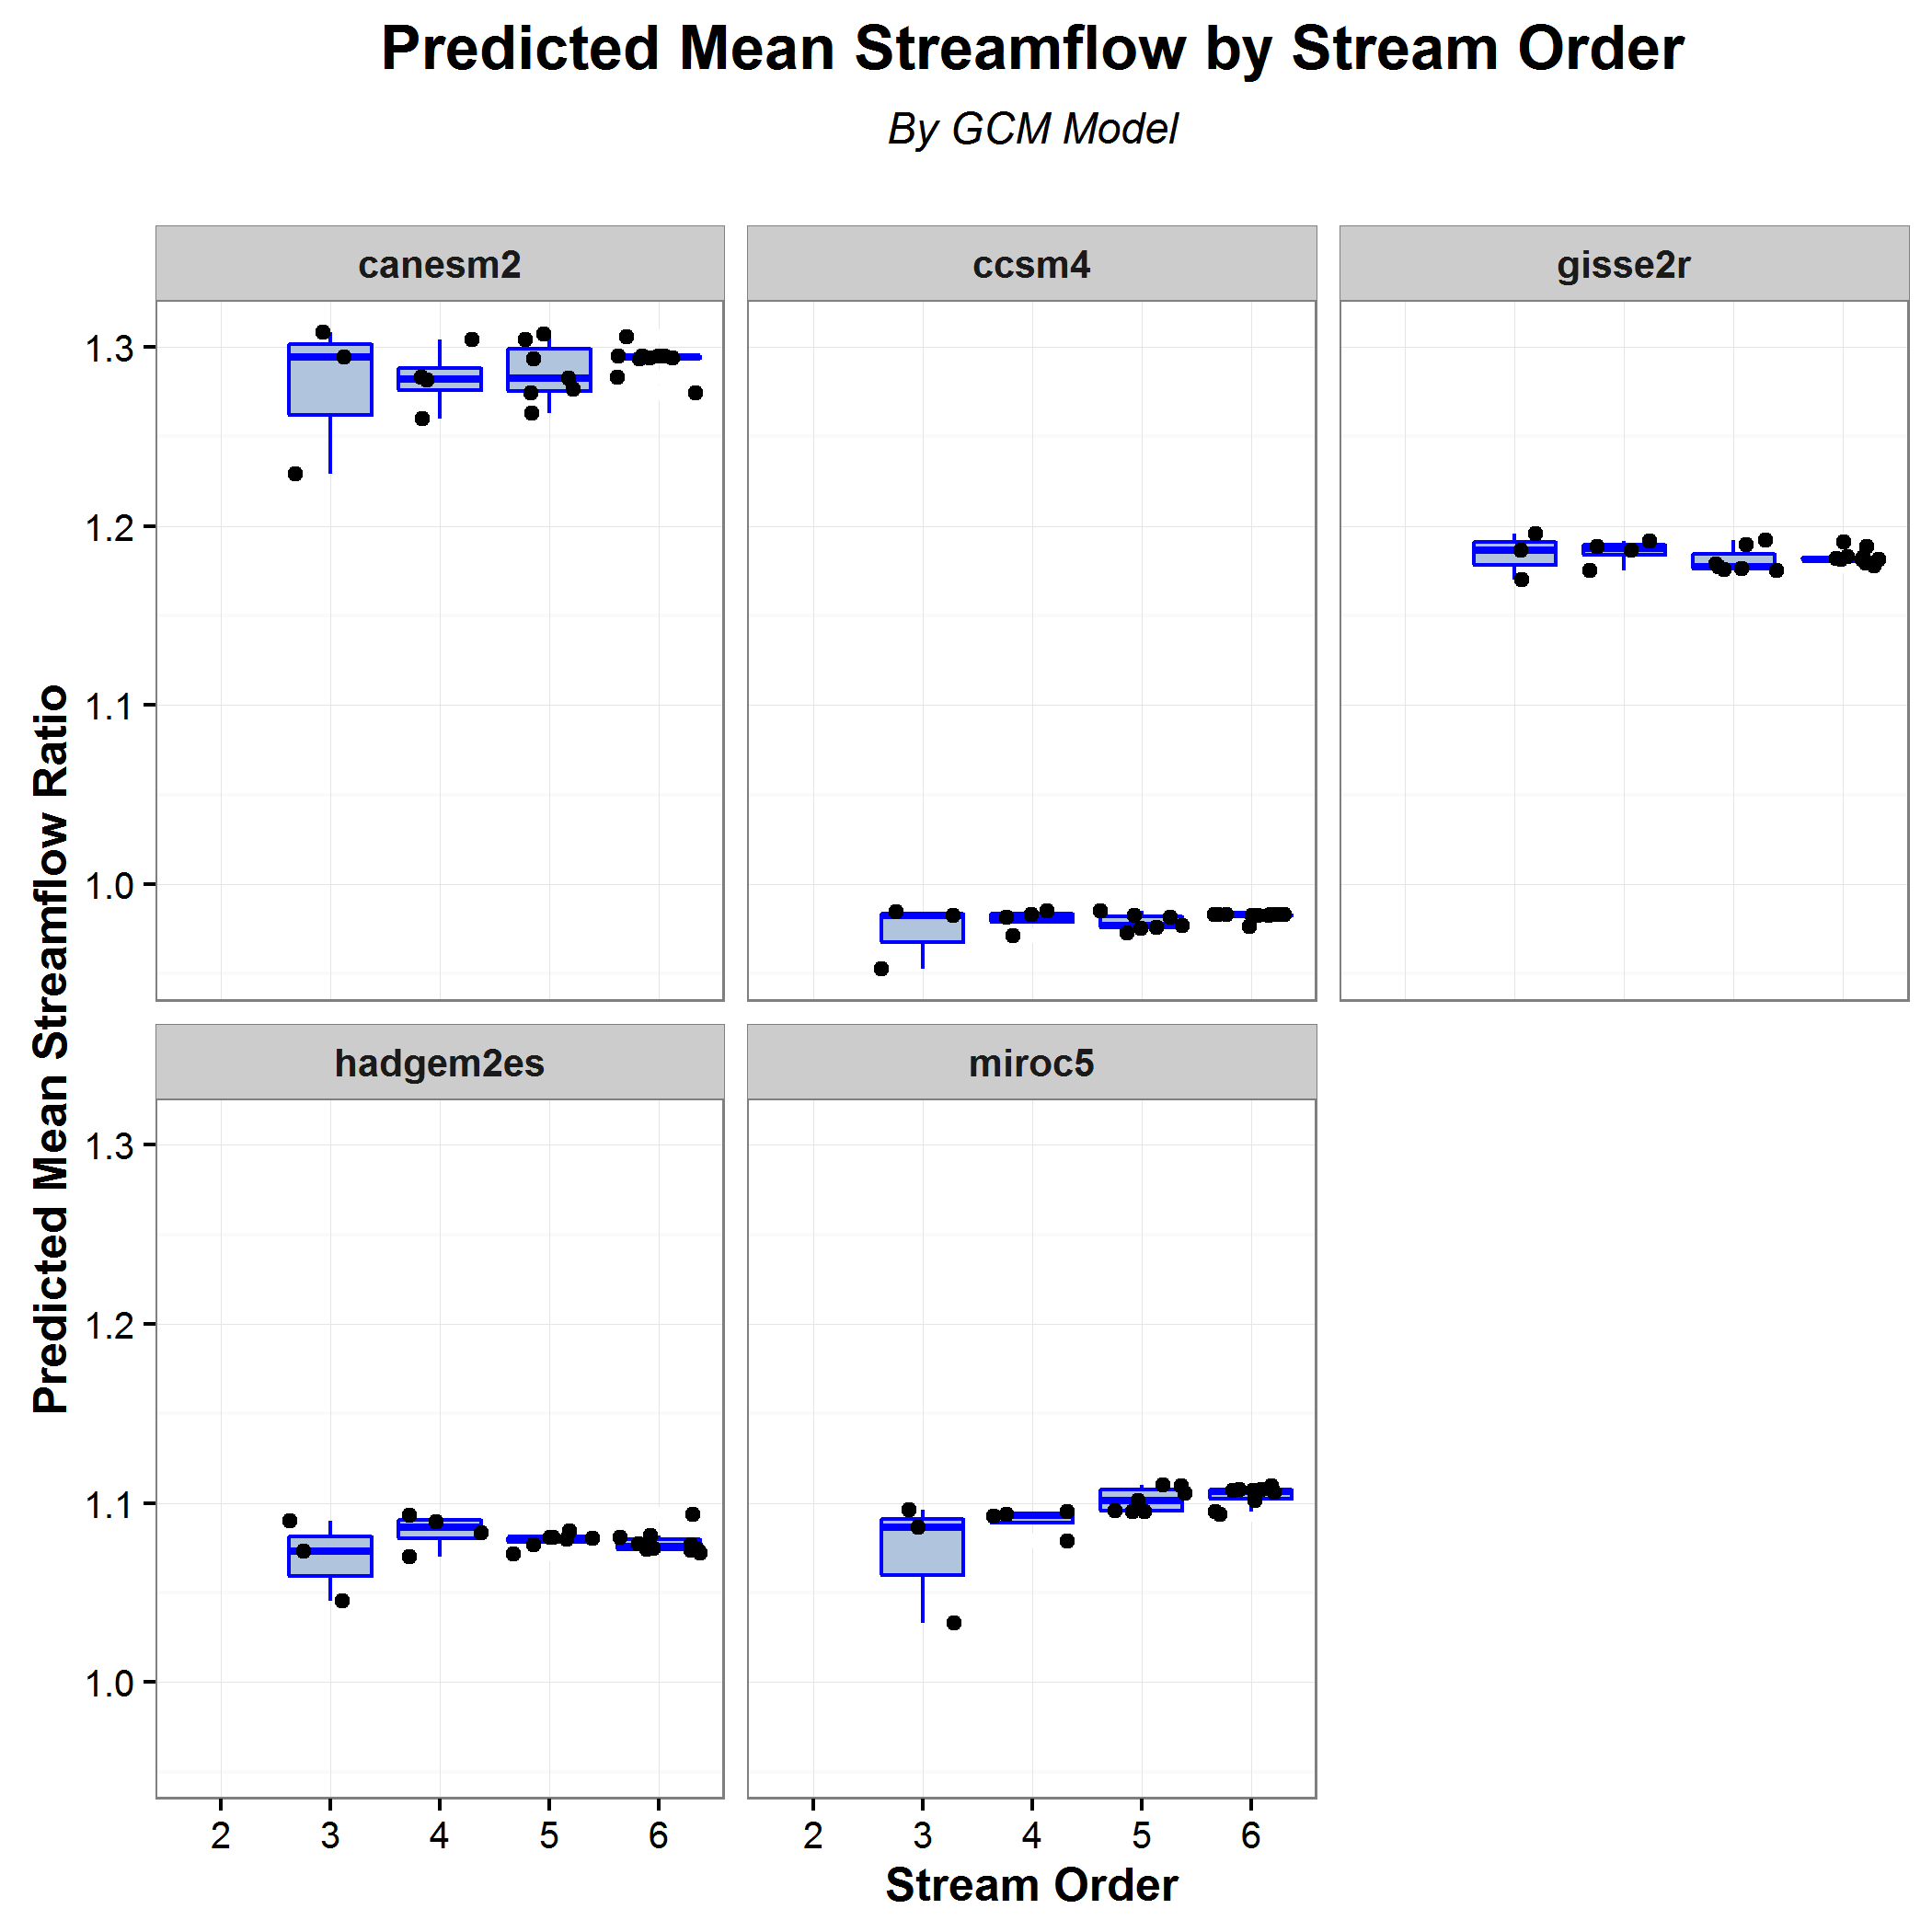 Predicted Mean Streamflow by Stream Order
By GCM Model
canesm2
ccsm4
gisse2r
1.3
1.2
1.1
1.0
Predicted Mean Streamflow Ratio
hadgem2es
miroc5
1.3
1.2
1.1
1.0
2 3 4 5 6
2 3 4 5 6
Stream Order